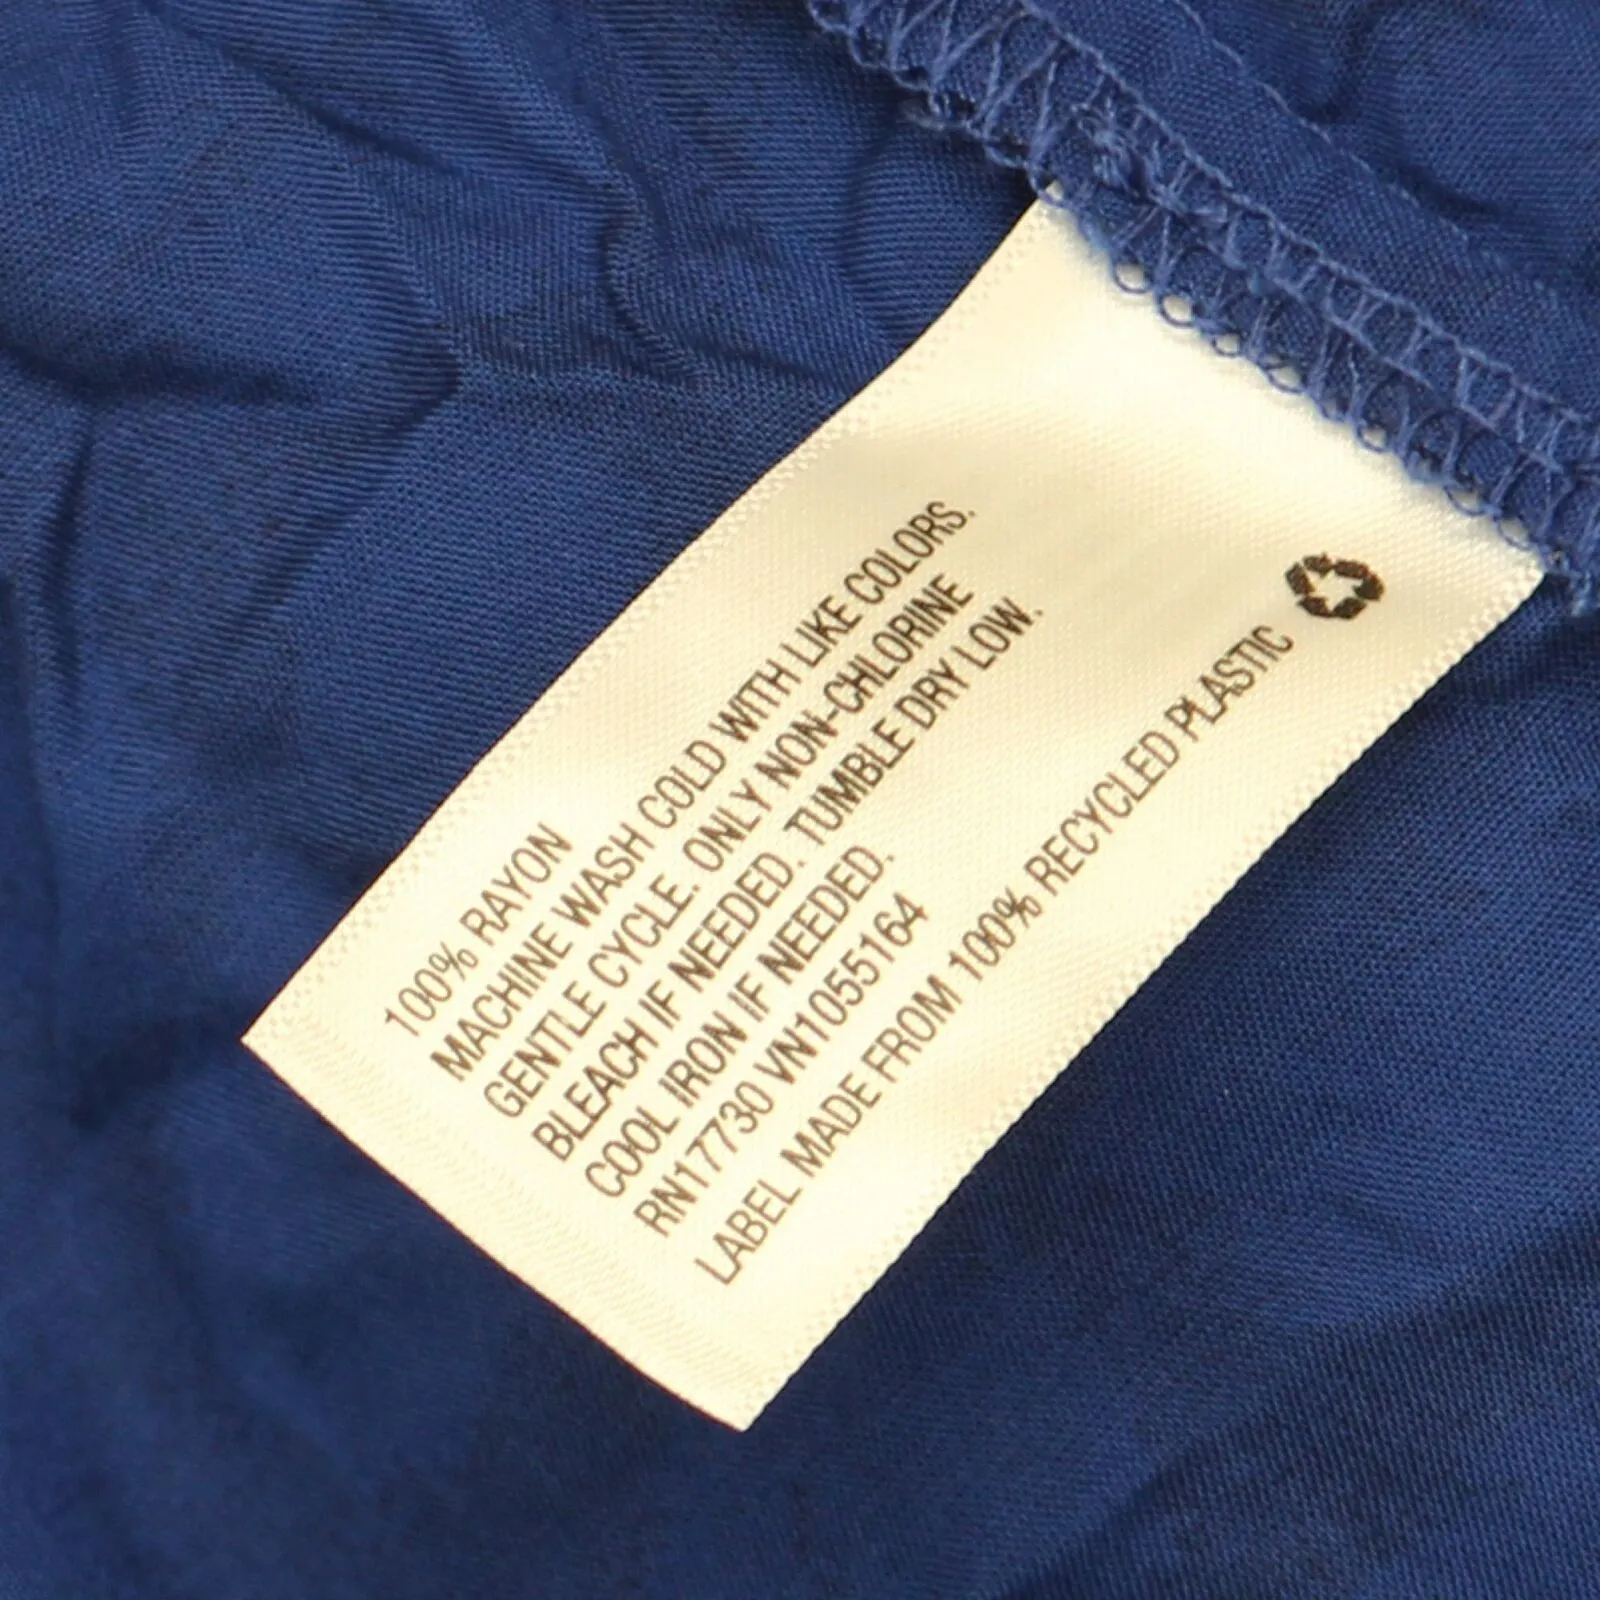 100% RAYON
MACHINE WASH COLD WITH LIKE COLORS.
GENTLE CYCLE. ONLY NON-CHLORINE
BLEACH IF NEEDED. TUMBLE DRY LOW.
COOL IRON IF NEEDED.
RN17730 VN1055164
LABEL MADE FROM 100% RECYCLED PLASTIC